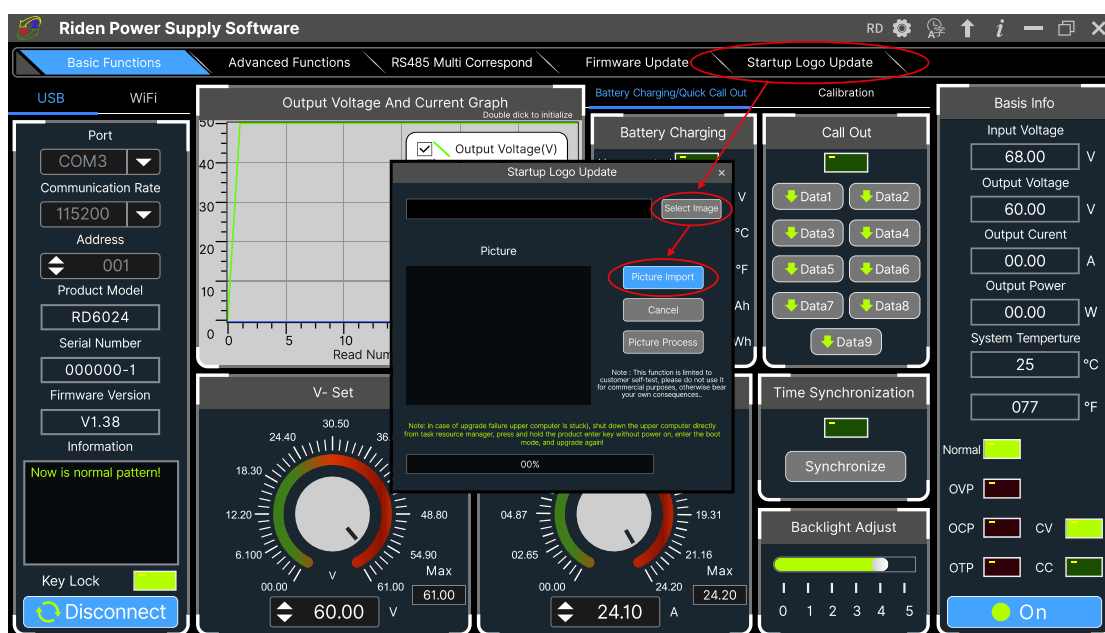 Riden Power Supply Software
RD
Basic Functions
Advanced Functions
RS485 Multi Correspond
Firmware Update
Startup Logo Update
USB
WiFi
Port
COM3
Communication Rate
115200
Address
001
Product Model
RD6024
Serial Number
000000-1
Firmware Version
V1.38
Information
Now is normal pattern!
Key Lock
Disconnect
Output Voltage And Current Graph
Double dick to initialize
50
40
30
20
10
0
0
5
10
Read Num
Output Voltage(V)
Battery Charging/Quick Call Out
Calibration
Battery Charging
V
°C
°F
Ah
Wh
Call Out
Data1
Data2
Data3
Data4
Data5
Data6
Data7
Data8
Data9
Startup Logo Update
×
Select Image
Picture
Picture Import
Cancel
Picture Process
Note : This function is limited to
customer self-test, please do not use it
for commercial purposes, otherwise bear
your own consequences..
Note: in case of upgrade failure upper computer is stuck), shut down the upper computer directly
from task resource manager, press and hold the product enter key without power on, enter the boot
mode, and upgrade again!
00%
V- Set
30.50
24.40
36.
18.30
12.20
48.80
6.100
54.90
V
00.00
61.00
Max
61.00
60.00
V
04.87
19.31
02.65
21.16
00.00
24.20
Max
24.20
24.10
A
Time Synchronization
Synchronize
Backlight Adjust
0 1 2 3 4 5
Basis Info
Input Voltage
68.00 V
Output Voltage
60.00 V
Output Curent
00.00 A
Output Power
00.00 W
System Temperture
25 °C
077 °F
Normal
OVP
OCP
CV
OTP
CC
On